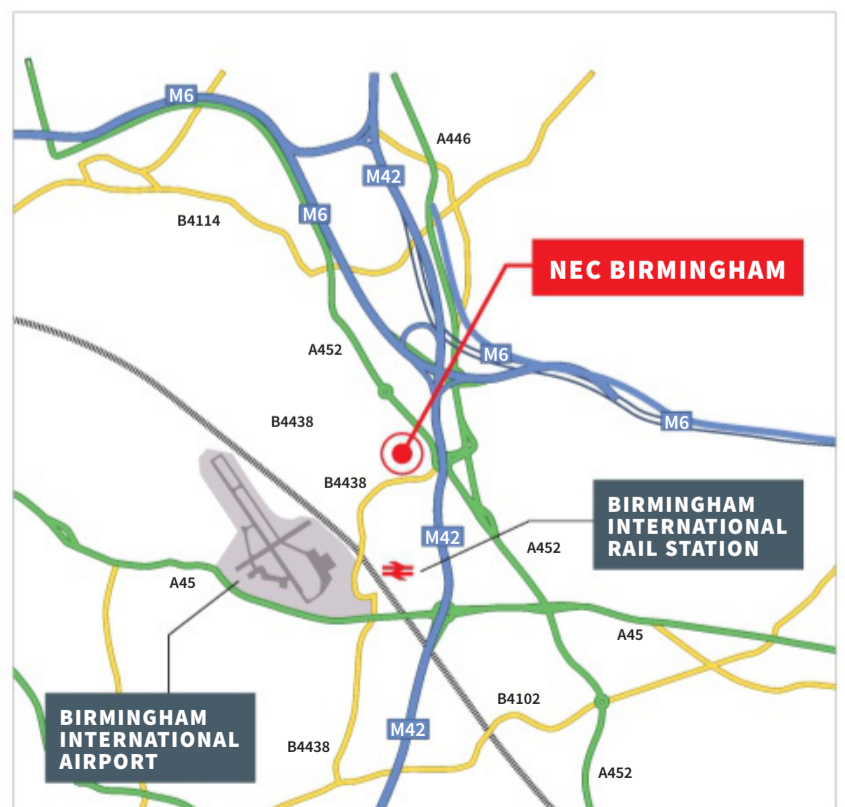 M6
A446
M42
B4114
M6
NEC BIRMINGHAM
A452
M6
B4438
M6
B4438
BIRMINGHAM
INTERNATIONAL
RAIL STATION
M42
A452
A45
A45
B4102
BIRMINGHAM
INTERNATIONAL
AIRPORT
M42
B4438
A452